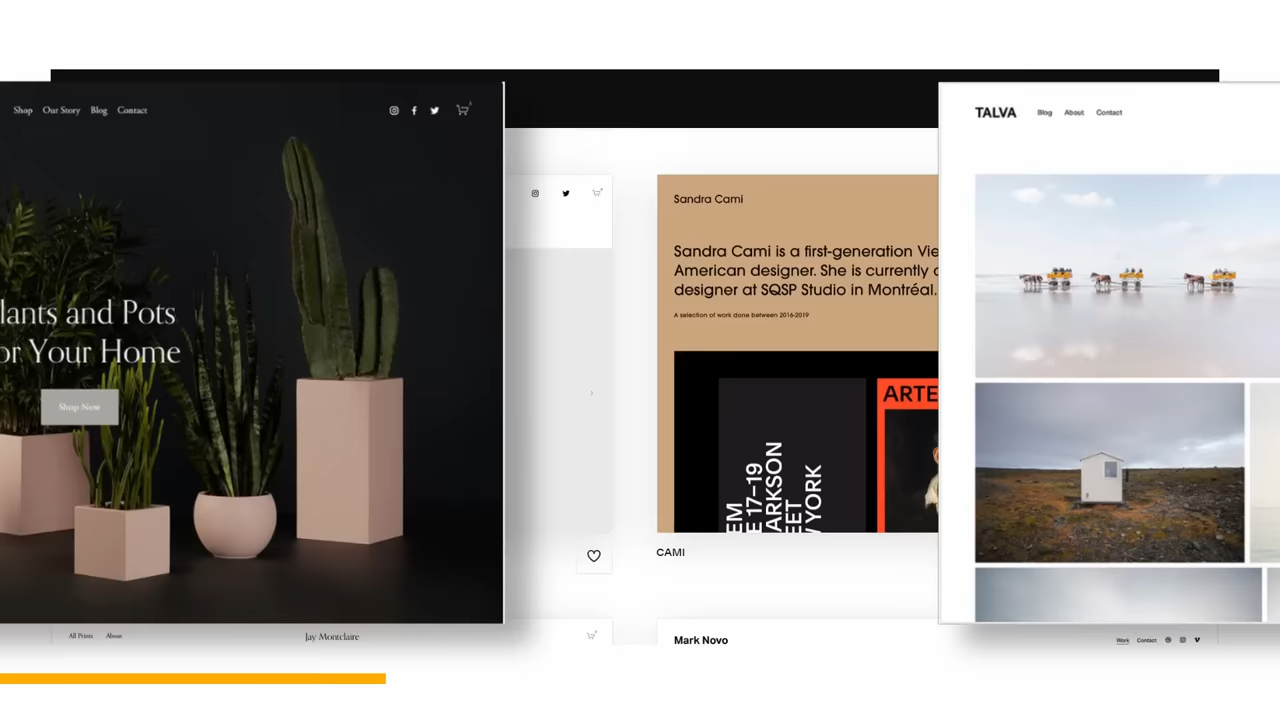 Shop Our Story Blog Contact
lants and Pots
or Your Home
Shop Now
Sandra Cami
Sandra Cami is a first-generation Vie
American designer. She is currently
designer at SQSP Studio in Montréal.
A selection of work done between 2016-2019
EM
E 17–19
ARKSON
EET
YORK
ARTE
CAMI
TALVA Blog About Contact
All Prints About
Jay Montclaire
Mark Novo
Work Contact